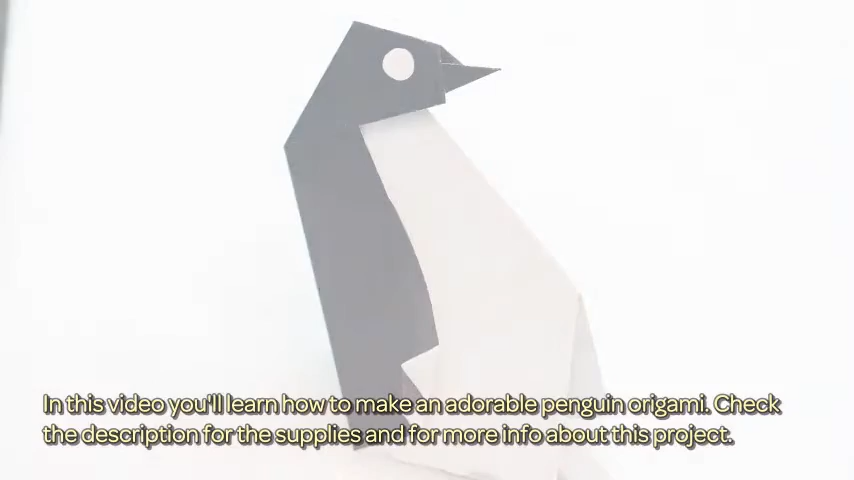 In this video you'll learn how to make an adorable penguin origami. Check
the description for the supplies and for more info about this project.